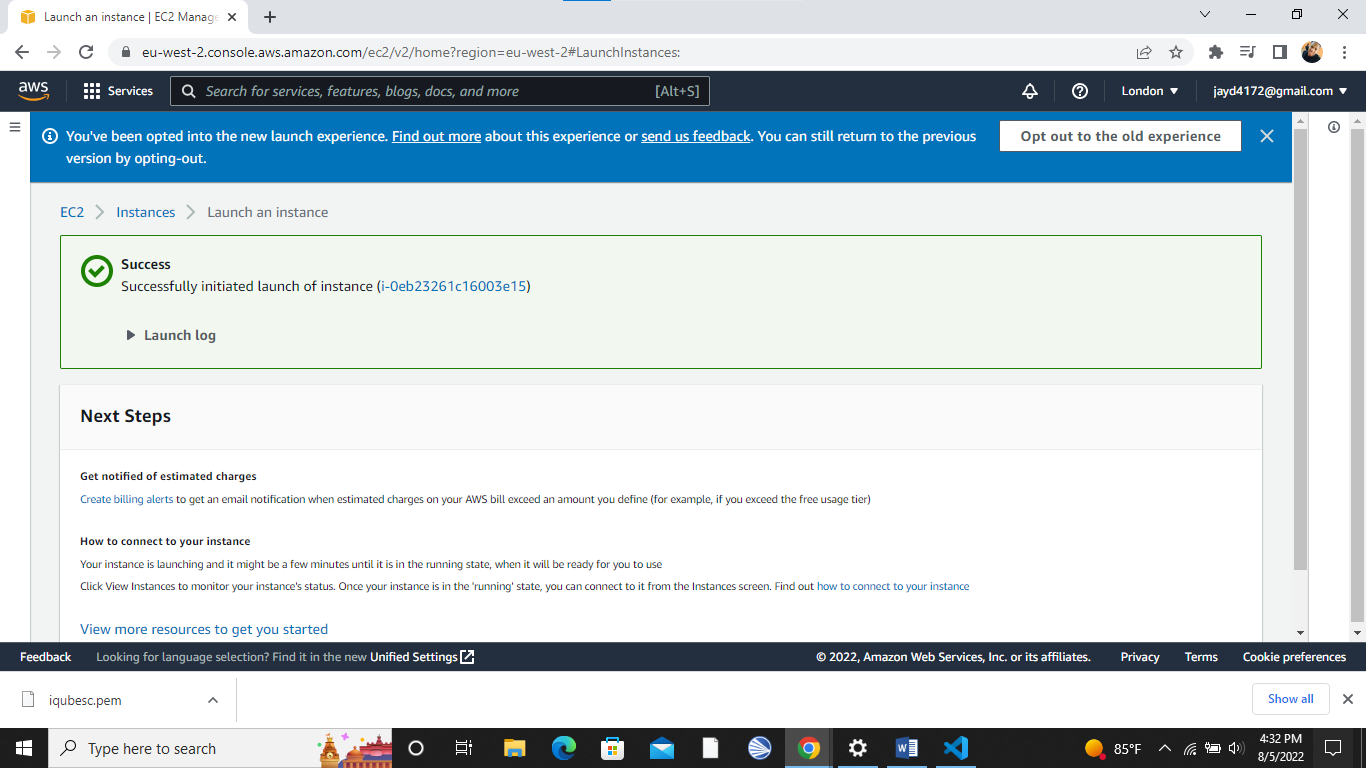 Launch an instance | EC2 Manage
eu-west-2.console.aws.amazon.com/ec2/v2/home?region=eu-west-2#LaunchInstances:
aws
Services
Search for services, features, blogs, docs, and more
[Alt+S]
London
jayd4172@gmail.com
You've been opted into the new launch experience. Find out more about this experience or send us feedback. You can still return to the previous
version by opting-out.
Opt out to the old experience
EC2
Instances
Launch an instance
Success
Successfully initiated launch of instance (i-0eb23261c16003e15)
Launch log
Next Steps
Get notified of estimated charges
Create billing alerts to get an email notification when estimated charges on your AWS bill exceed an amount you define (for example, if you exceed the free usage tier)
How to connect to your instance
Your instance is launching and it might be a few minutes until it is in the running state, when it will be ready for you to use
Click View Instances to monitor your instance's status. Once your instance is in the 'running' state, you can connect to it from the Instances screen. Find out how to connect to your instance
View more resources to get you started
Feedback
Looking for language selection? Find it in the new Unified Settings
© 2022, Amazon Web Services, Inc. or its affiliates.
Privacy
Terms
Cookie preferences
iqubesc.pem
Show all
Type here to search
85°F
4:32 PM
8/5/2022